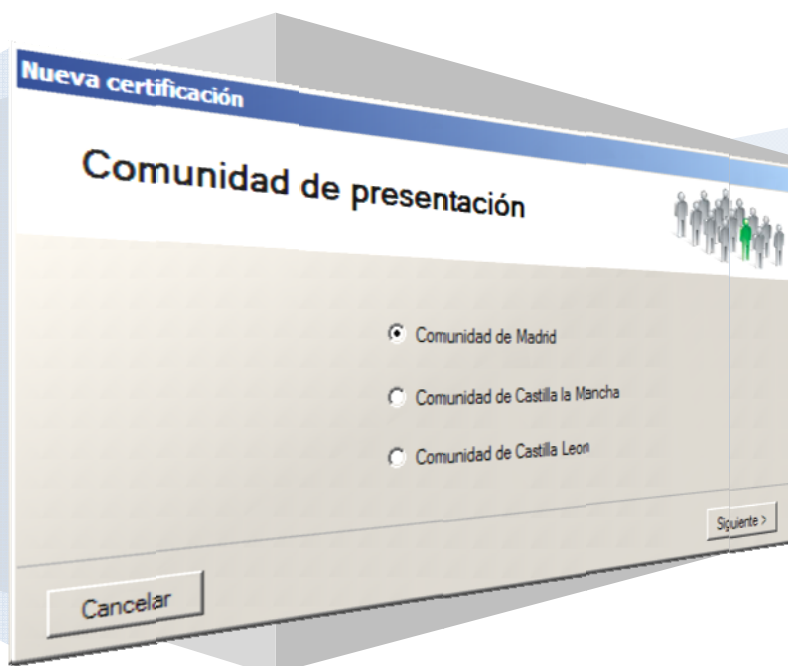 Nueva certificación
Comunidad de presentación
Comunidad de Madrid
Comunidad de Castilla la Mancha
Comunidad de Castilla Leon
Siguiente >
Cancelar